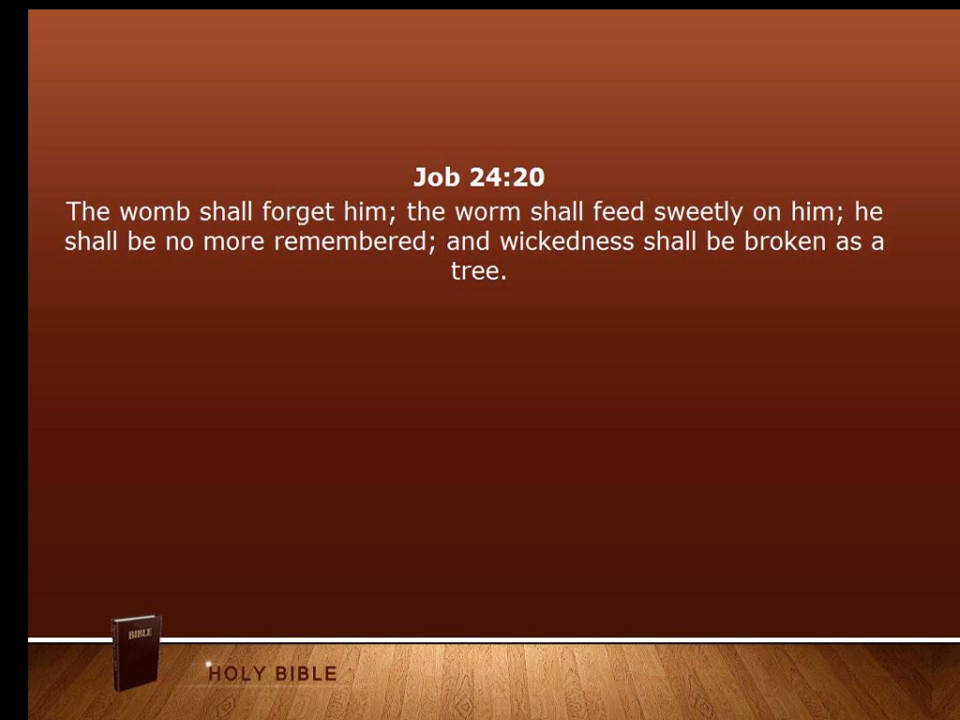 Job 24:20
The womb shall forget him; the worm shall feed sweetly on him; he
shall be no more remembered; and wickedness shall be broken as a
tree.
BIBLE
HOLY BIBLE